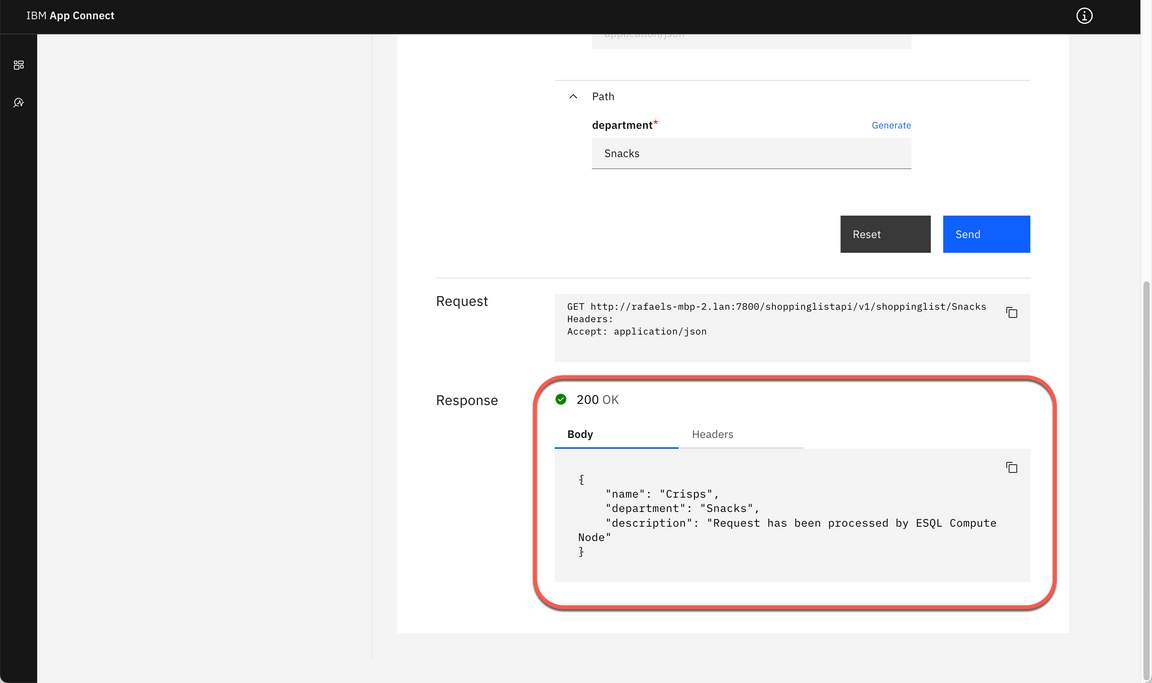 IBM App Connect
application/json
Path
department*
Generate
Snacks
Reset
Send
Request
GET http://rafaels-mbp-2.lan:7800/shoppinglistapi/v1/shoppinglist/Snacks
Headers:
Accept: application/json
Response
200 OK
Body
Headers
{
"name": "Crisps",
"department": "Snacks",
"description": "Request has been processed by ESQL Compute
Node"
}